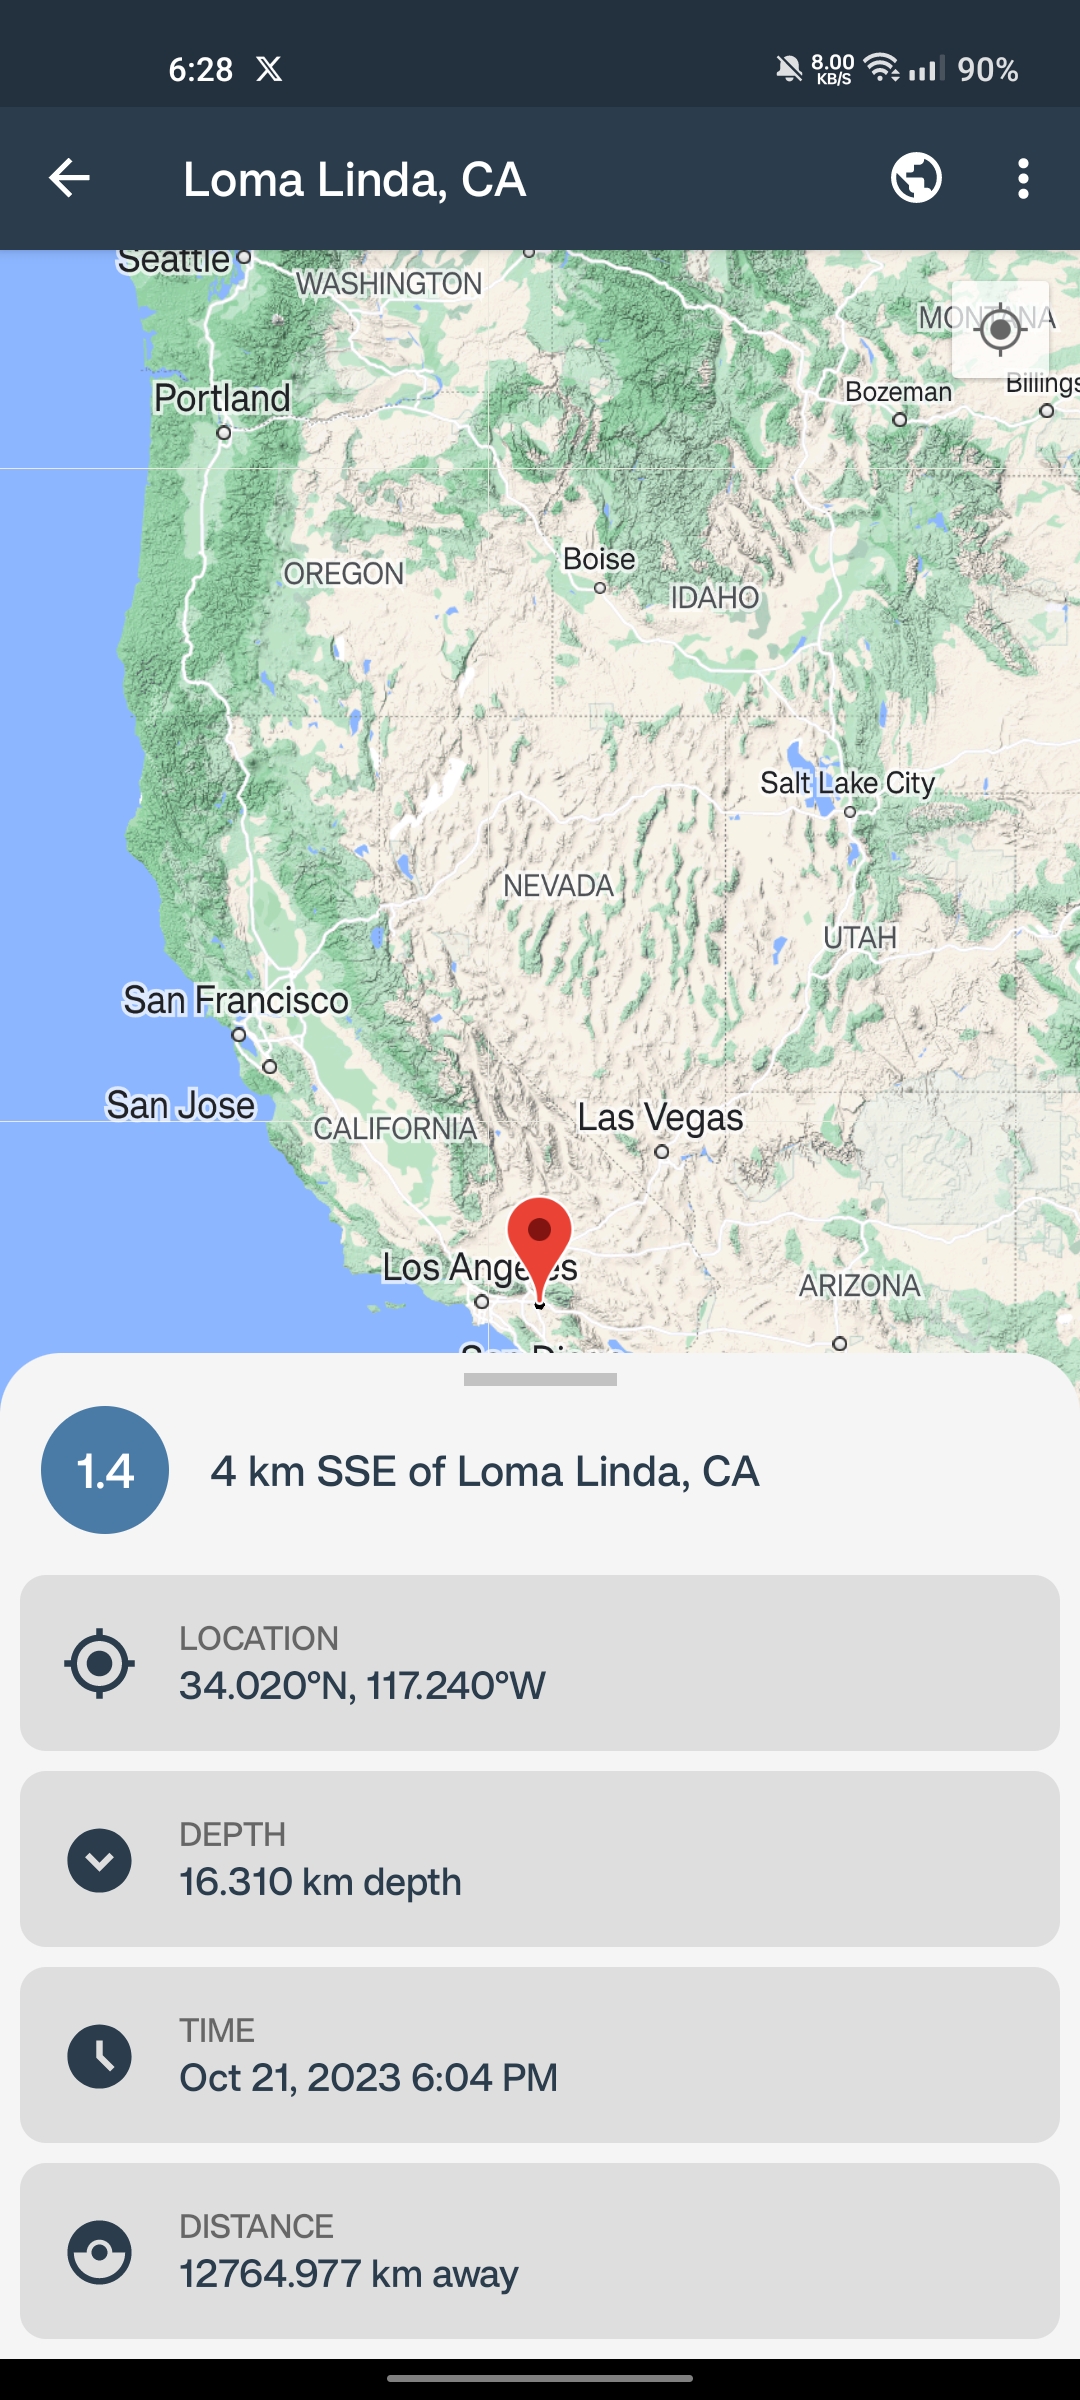 6:28 X 8.00 KB/S 90%
Loma Linda, CA
Seattle
WASHINGTON
MONTANA
Portland
Bozeman
Billings
OREGON
Boise
IDAHO
Salt Lake City
NEVADA
UTAH
San Francisco
San Jose
CALIFORNIA
Las Vegas
Los Angeles
ARIZONA
San Diego
1.4
4 km SSE of Loma Linda, CA
LOCATION
34.020°N, 117.240°W
DEPTH
16.310 km depth
TIME
Oct 21, 2023 6:04 PM
DISTANCE
12764.977 km away